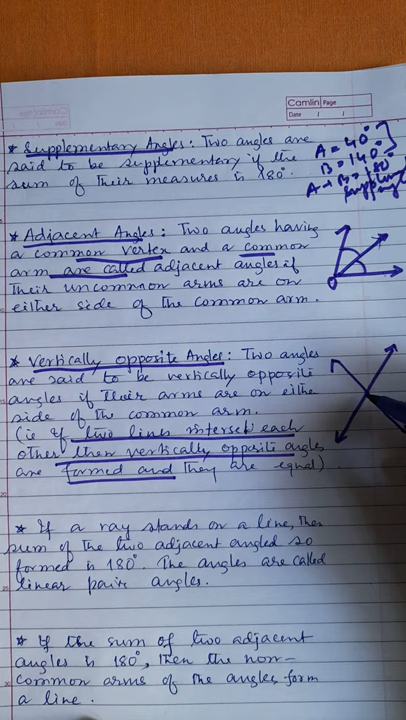 Camlin Page
Date / /
* Supplementary Angles : Two angles are
said to be supplementary if the
sum of their measures is 180°.
A = 40°
B = 140°
A + B = 180°
* Adjacent Angles : Two angles having
a common vertex and a common
arm are called adjacent angles if
their uncommon arms are on
either side of the common arm.
O
* Vertically opposite Angles : Two angles
are said to be vertically opposite
angles if their arms are on eithe
side of the common arm.
(ie if two lines intersect each
other then vertically opposite angles
are formed and they are equal)
* If a ray stands on a line, then
sum of the two adjacent angled so
formed is 180°. The angles are called
linear pair angles.
* If the sum of two adjacent
angles is 180°, then the non-
common arms of the angles form
a line.